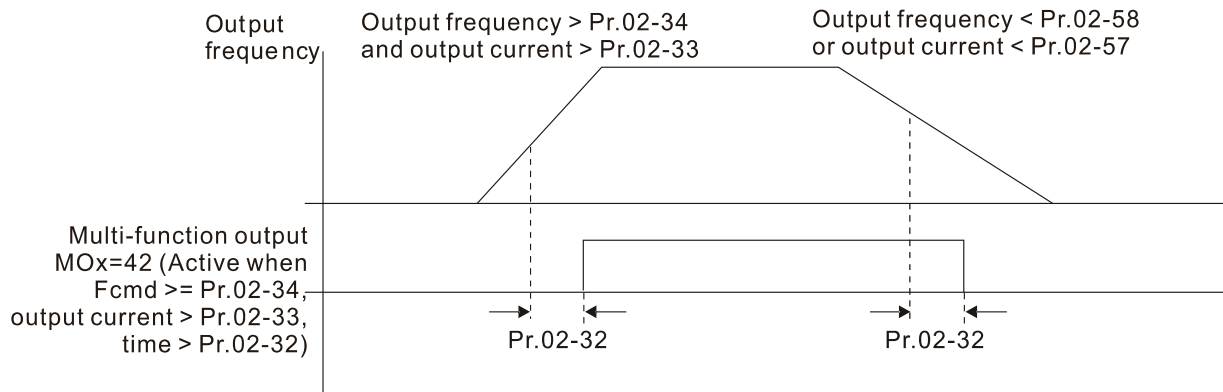 Output
frequency
Output frequency > Pr.02-34
and output current > Pr.02-33
Output frequency < Pr.02-58
or output current < Pr.02-57
Multi-function output
MOx=42 (Active when
Fcmd >= Pr.02-34,
output current > Pr.02-33,
time > Pr.02-32)
Pr.02-32
Pr.02-32